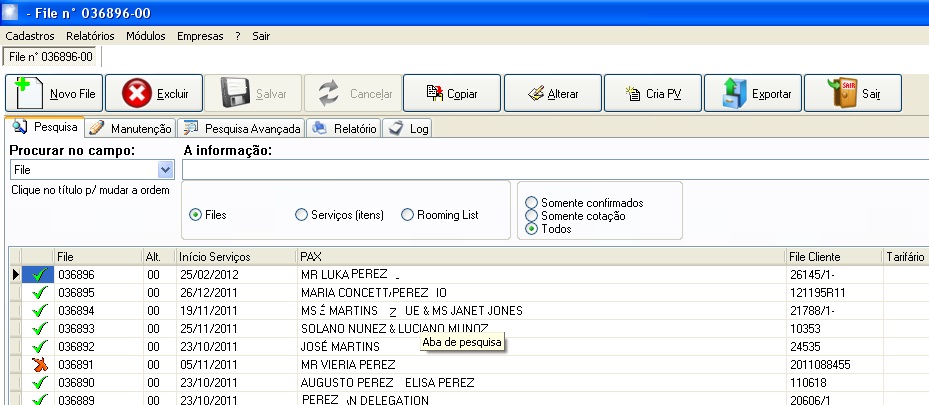 - File n° 036896-00
Cadastros Relatórios Módulos Empresas ? Sair
File n° 036896-00
Novo File Excluir Salvar Cancelar Copiar Alterar Cria PV Exportar Sair
Pesquisa Manutenção Pesquisa Avançada Relatório Log
Procurar no campo: A informação:
File
Clique no título p/ mudar a ordem
Files Serviços (itens) Rooming List
Somente confirmados
Somente cotação
Todos
File Alt. Início Serviços PAX File Cliente Tarifário
036896 00 25/02/2012 MR LUKA PEREZ 26145/1-
036895 00 26/12/2011 MARIA CONCETT PEREZ IO 121195R11
036894 00 19/11/2011 MS MARTINS Z UE & MS JANET JONES 21788/1-
036893 00 25/11/2011 SOLANO NUNEZ & LUCIANO MUNOZ 10353
Aba de pesquisa
036892 00 23/10/2011 JOSÉ MARTINS 24535
036891 00 05/11/2011 MR VIERIA PEREZ 2011088455
036890 00 23/10/2011 AUGUSTO PEREZ ELISA PEREZ 110618
036889 00 23/10/2011 PEREZ N DELEGATION 20606/1